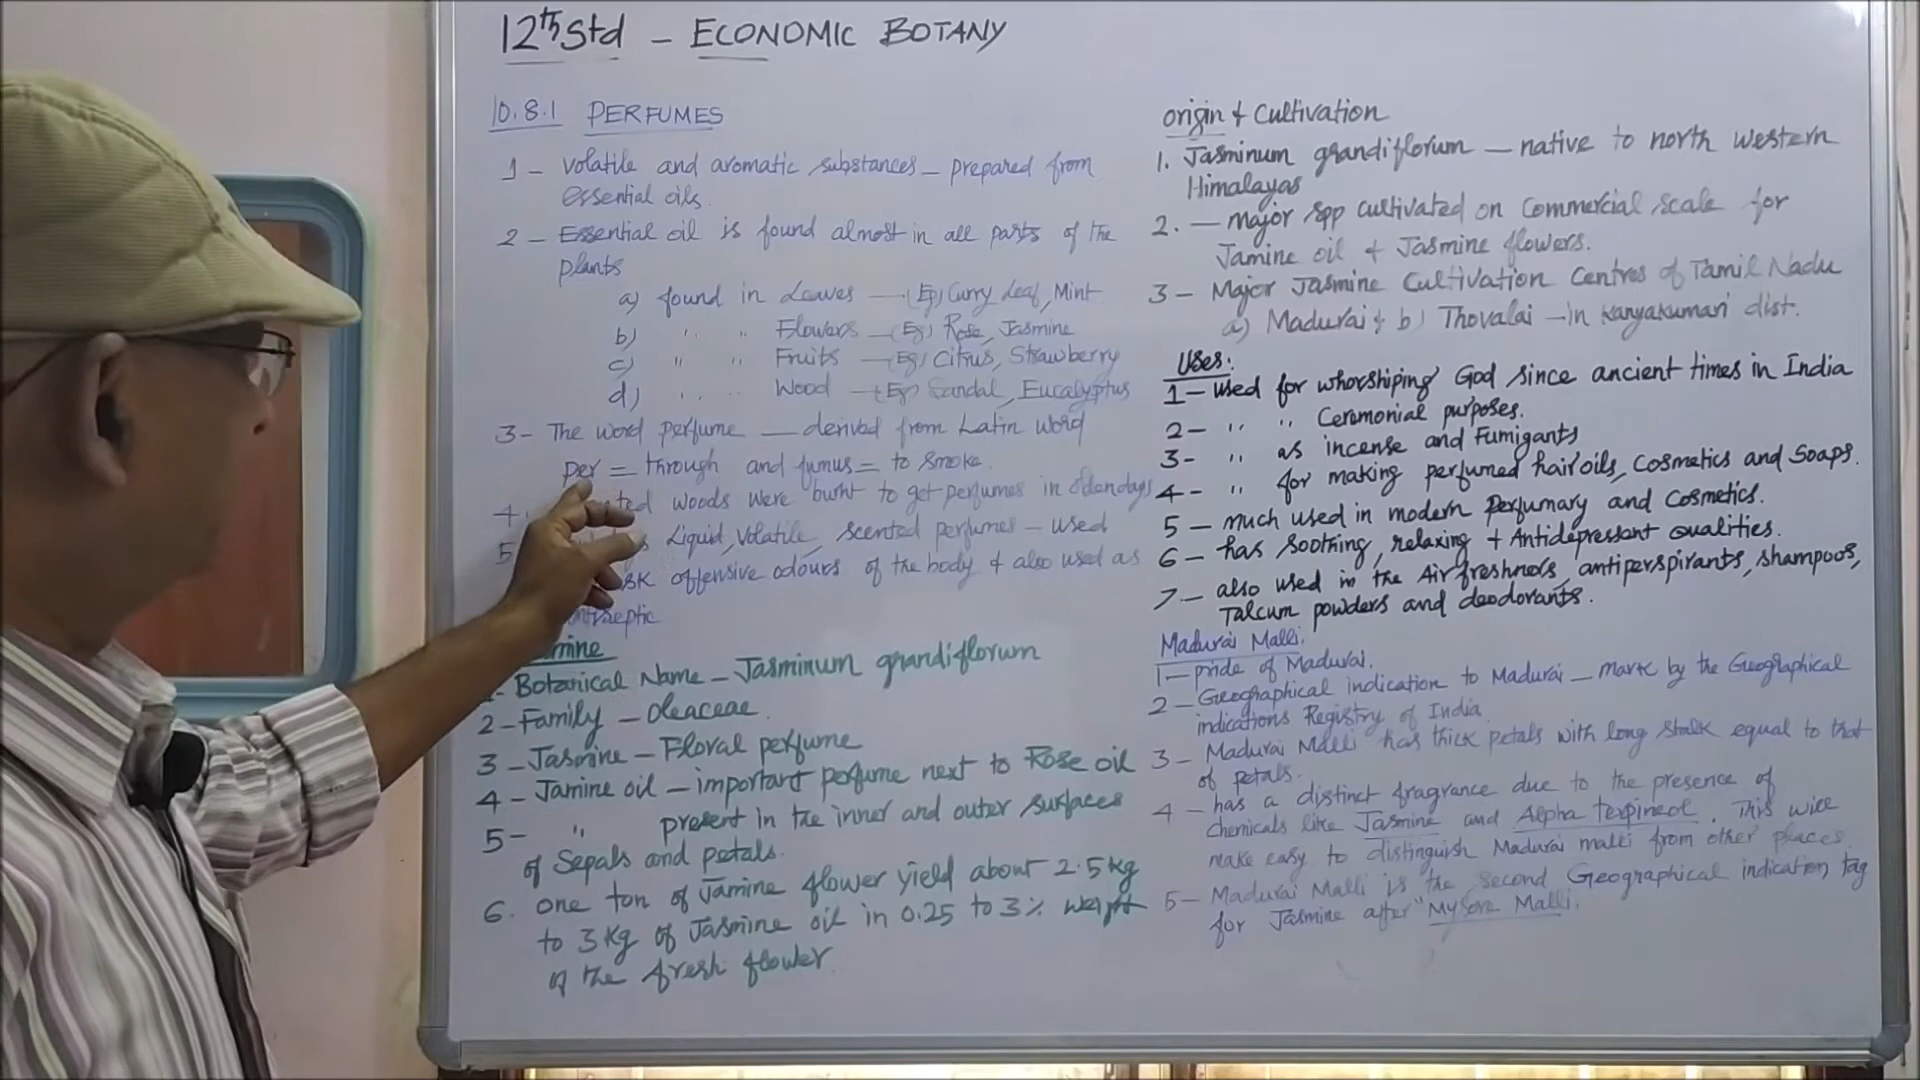 12th Std - ECONOMIC BOTANY
10.8.1 PERFUMES
1 - volatile and aromatic substances - prepared from
essential oils.
2 - Essential oil is found almost in all parts of the
plants
a) found in Leaves - (Eg) Curry Leaf, Mint
b) " " Flowers - (Eg) Rose, Jasmine
c) " " Fruits - (Eg) Citrus, Strawberry
d) " " Wood - (Eg) Sandal, Eucalyptus
3 - The word perfume - derived from Latin word
per = through and fumus = to smoke.
4 - ted woods were burnt to get perfumes in oldendays
5 Liquid, Volatile, scented perfumes - used
sk offensive odours of the body & also used as
ntiseptic
mine
1 - Botanical Name - Jasminum grandiflorum
2 - Family - Oleaceae.
3 - Jasmine - Floral perfume
4 - Jamine oil - important perfume next to Rose oil
5 - " present in the inner and outer surfaces
of Sepals and petals.
6. one ton of Jamine flower yield about 2.5 kg
to 3 kg of Jasmine oil in 0.25 to 3% weight
of the fresh flower.
origin & Cultivation
1. Jasminum grandiflorum - native to north western
Himalayas
2. - major spp cultivated on commercial scale for
Jamine oil & Jasmine flowers.
3 - Major Jasmine Cultivation Centres of Tamil Nadu
a) Madurai & b) Thovalai - in Kanyakumari dist.
Uses:
1 - used for whorshiping God since ancient times in India
2 - " " Ceremonial purposes.
3 - " as incense and Fumigants
4 - " for making perfumed hair oils, Cosmetics and Soaps.
5 - much used in modern perfumary and Cosmetics.
6 - has soothing, relaxing & Antidepressant qualities.
7 - also used in the Air freshners, antiperspirants, shampoos,
Talcum powders and deodorants.
Madurai Malli.
1 - pride of Madurai.
2 - Geographical indication to Madurai - mark by the Geographical
indications Registry of India
3 - Madurai Malli has thick petals with long stalk equal to that
of petals.
4 - has a distinct fragrance due to the presence of
chemicals like Jasmine and Alpha terpineol. This will
make easy to distinguish Madurai malli from other places
5 - Madurai Malli is the second Geographical indication tag
for Jasmine after "Mysore Malli.